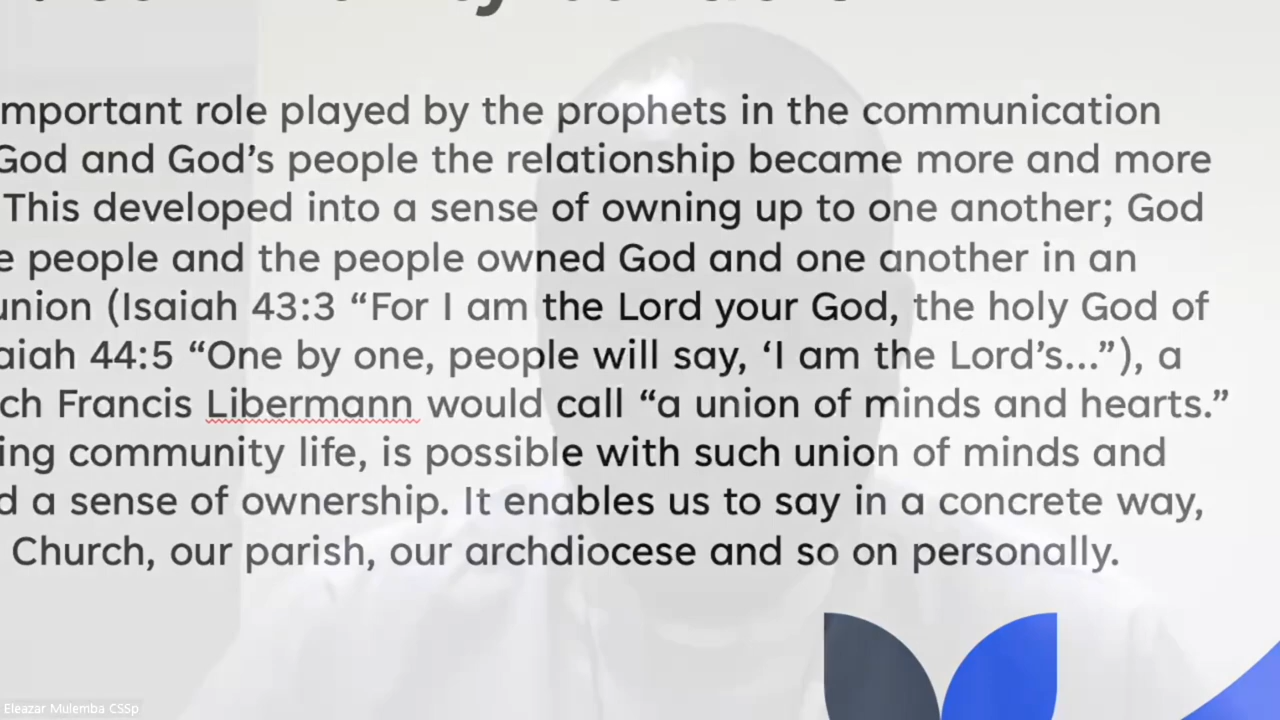 mportant role played by the prophets in the communication
God and God's people the relationship became more and more
This developed into a sense of owning up to one another; God
e people and the people owned God and one another in an
union (Isaiah 43:3 “For I am the Lord your God, the holy God of
aiah 44:5 “One by one, people will say, ‘I am the Lord’s...”), a
ch Francis Libermann would call “a union of minds and hearts.”
ing community life, is possible with such union of minds and
d a sense of ownership. It enables us to say in a concrete way,
Church, our parish, our archdiocese and so on personally.
Eleazar Mulemba CSSp